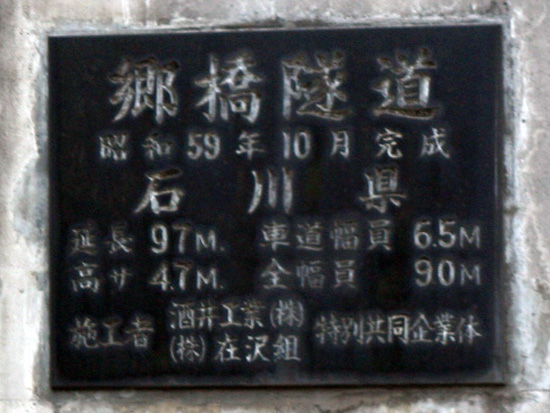 郷橋隧道
昭和59年10月完成
石川県
延長 97M. 車道幅員 6.5M
高サ 4.7M. 全幅員 9.0M
施工者 酒井工業(株) 特別共同企業体
(株)在沢組